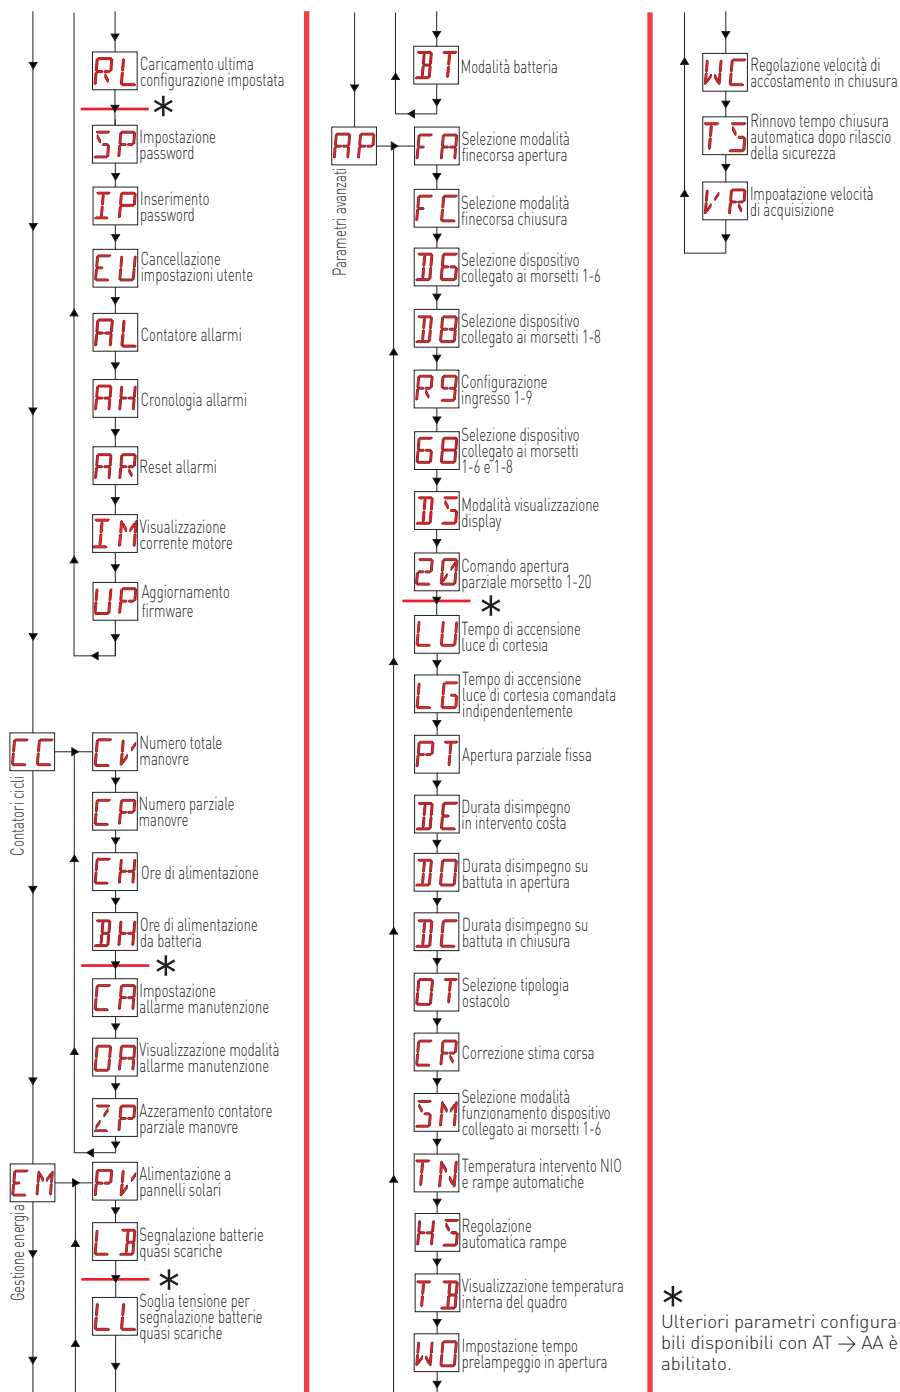 RL
Caricamento ultima
configurazione impostata
*
SP
Impostazione
password
IP
Inserimento
password
EU
Cancellazione
impostazioni utente
AL
Contatore allarmi
AH
Cronologia allarmi
AR
Reset allarmi
IM
Visualizzazione
corrente motore
UP
Aggiornamento
firmware
CC
Contatori cicli
CV
Numero totale
manovre
CP
Numero parziale
manovre
CH
Ore di alimentazione
BH
Ore di alimentazione
da batteria
*
CA
Impostazione
allarme manutenzione
OA
Visualizzazione modalità
allarme manutenzione
ZP
Azzeramento contatore
parziale manovre
EM
Gestione energia
PV
Alimentazione a
pannelli solari
LB
Segnalazione batterie
quasi scariche
*
LL
Soglia tensione per
segnalazione batterie
quasi scariche
BT
Modalità batteria
AP
Parametri avanzati
FA
Selezione modalità
finecorsa apertura
FC
Selezione modalità
finecorsa chiusura
D6
Selezione dispositivo
collegato ai morsetti 1-6
D8
Selezione dispositivo
collegato ai morsetti 1-8
R9
Configurazione
ingresso 1-9
68
Selezione dispositivo
collegato ai morsetti
1-6 e 1-8
DS
Modalità visualizzazione
display
20
Comando apertura
parziale morsetto 1-20
*
LU
Tempo di accensione
luce di cortesia
LG
Tempo di accensione
luce di cortesia comandata
indipendentemente
PT
Apertura parziale fissa
DE
Durata disimpegno
in intervento costa
DO
Durata disimpegno su
battuta in apertura
DC
Durata disimpegno su
battuta in chiusura
OT
Selezione tipologia
ostacolo
CR
Correzione stima corsa
SM
Selezione modalità
funzionamento dispositivo
collegato ai morsetti 1-6
TN
Temperatura intervento NIO
e rampe automatiche
HS
Regolazione
automatica rampe
TB
Visualizzazione temperatura
interna del quadro
WO
Impostazione tempo
prelampeggio in apertura
WC
Regolazione velocità di
accostamento in chiusura
TS
Rinnovo tempo chiusura
automatica dopo rilascio
della sicurezza
VR
Impoatazione velocità
di acquisizione
*
Ulteriori parametri configura-
bili disponibili con AT → AA è
abilitato.